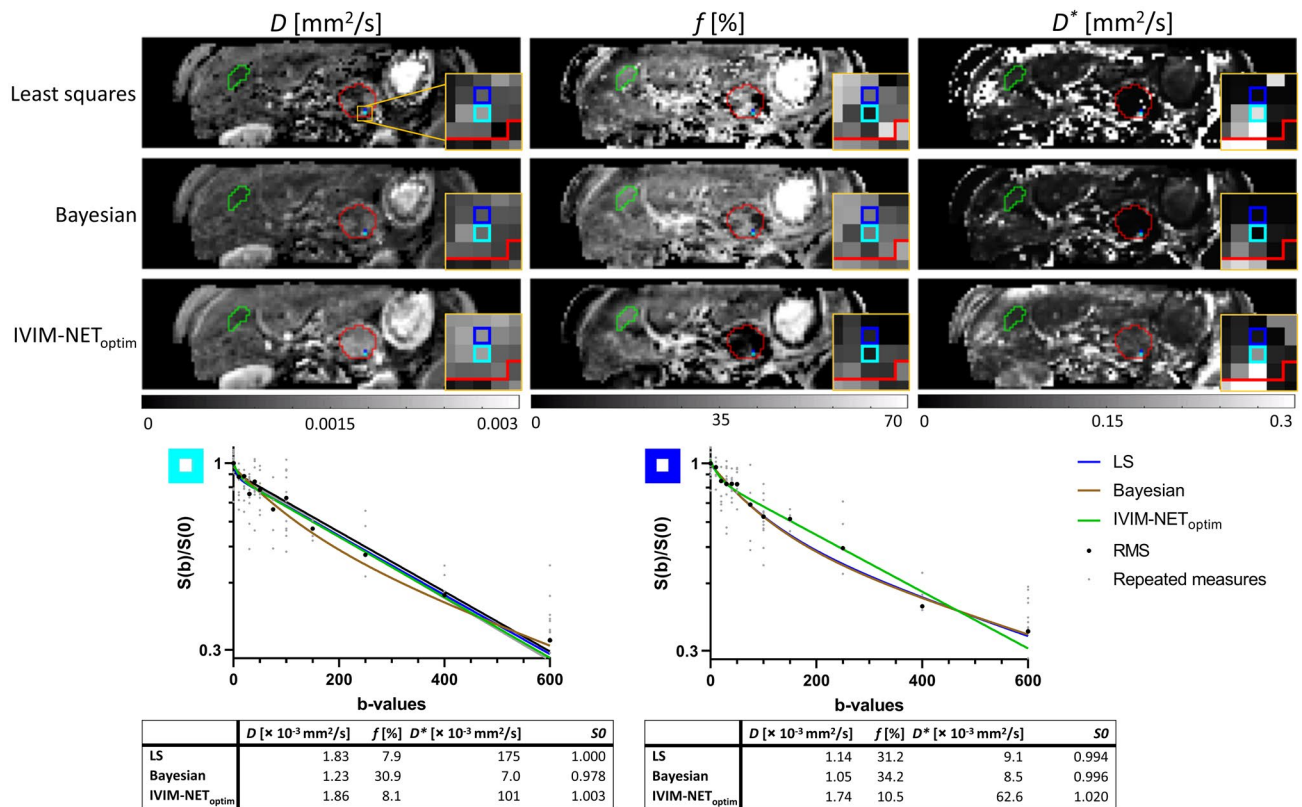 D [mm²/s] f [%] D* [mm²/s]
Least squares
Bayesian
IVIM-NEToptim
0 0.0015 0.003 0 35 70 0 0.15 0.3
1
0.3
S(b)/S(0)
0 200 400 600
b-values
1
0.3
S(b)/S(0)
0 200 400 600
b-values
LS
Bayesian
IVIM-NEToptim
RMS
Repeated measures
D [× 10⁻³ mm²/s] f [%] D* [× 10⁻³ mm²/s] S0
LS 1.83 7.9 175 1.000
Bayesian 1.23 30.9 7.0 0.978
IVIM-NEToptim 1.86 8.1 101 1.003
D [× 10⁻³ mm²/s] f [%] D* [× 10⁻³ mm²/s] S0
LS 1.14 31.2 9.1 0.994
Bayesian 1.05 34.2 8.5 0.996
IVIM-NEToptim 1.74 10.5 62.6 1.020